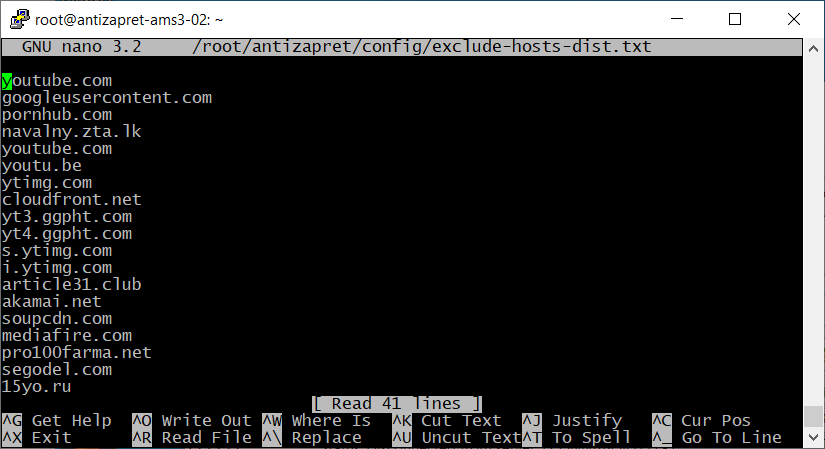 root@antizapret-ams3-02: ~
GNU nano 3.2 /root/antizapret/config/exclude-hosts-dist.txt
youtube.com
googleusercontent.com
pornhub.com
navalny.zta.lk
youtube.com
youtu.be
ytimg.com
cloudfront.net
yt3.ggpht.com
yt4.ggpht.com
s.ytimg.com
i.ytimg.com
article31.club
akamai.net
soupcdn.com
mediafire.com
pro100farma.net
segodel.com
15yo.ru
[ Read 41 lines ]
^G Get Help ^O Write Out ^W Where Is ^K Cut Text ^J Justify ^C Cur Pos
^X Exit ^R Read File ^\ Replace ^U Uncut Text ^T To Spell ^_ Go To Line